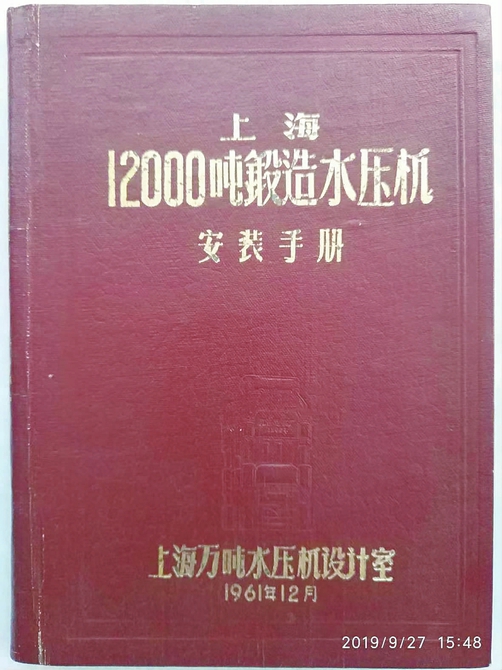 上海
12000吨鍛造水压机
安装手册
上海万吨水压机设计室
1961年12月
2019/9/27 15:48